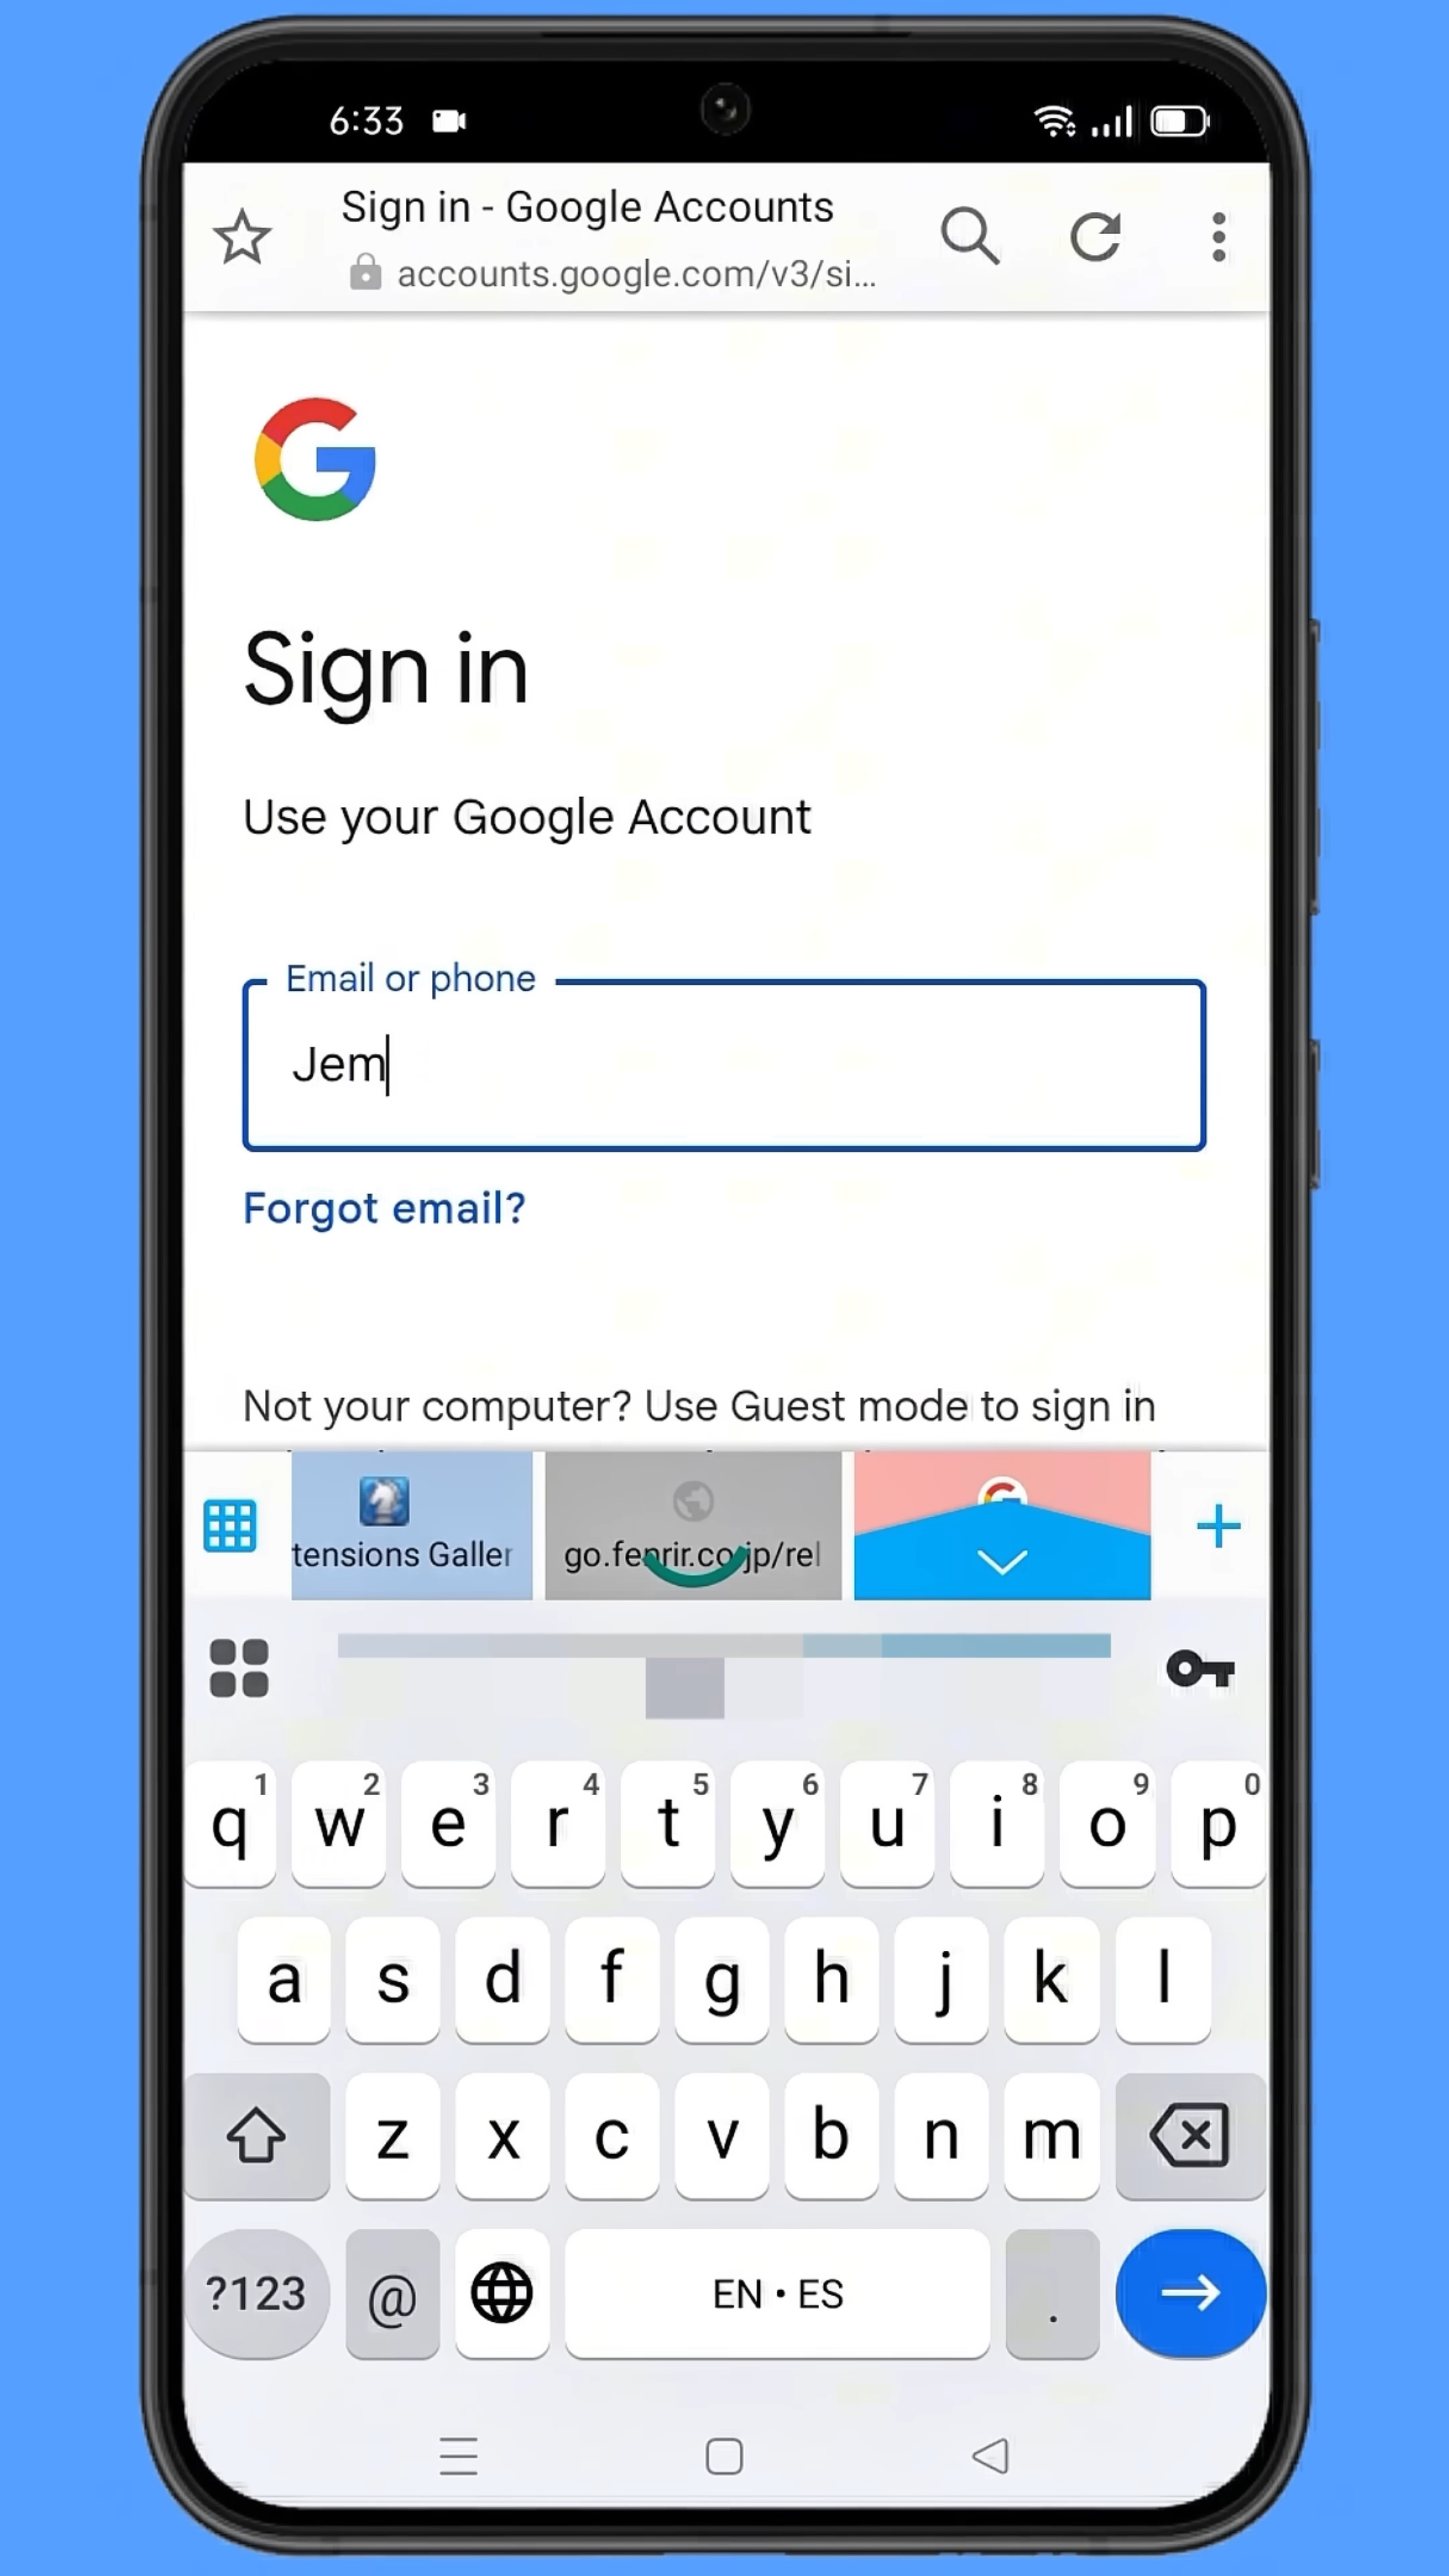 6:33
Sign in - Google Accounts
accounts.google.com/v3/si...
Sign in
Use your Google Account
Email or phone
Jem
Forgot email?
Not your computer? Use Guest mode to sign in
tensions Galler
go.fenrir.co.jp/rel
1 2 3 4 5 6 7 8 9 0
q w e r t y u i o p
a s d f g h j k l
z x c v b n m
?123 @ EN • ES .